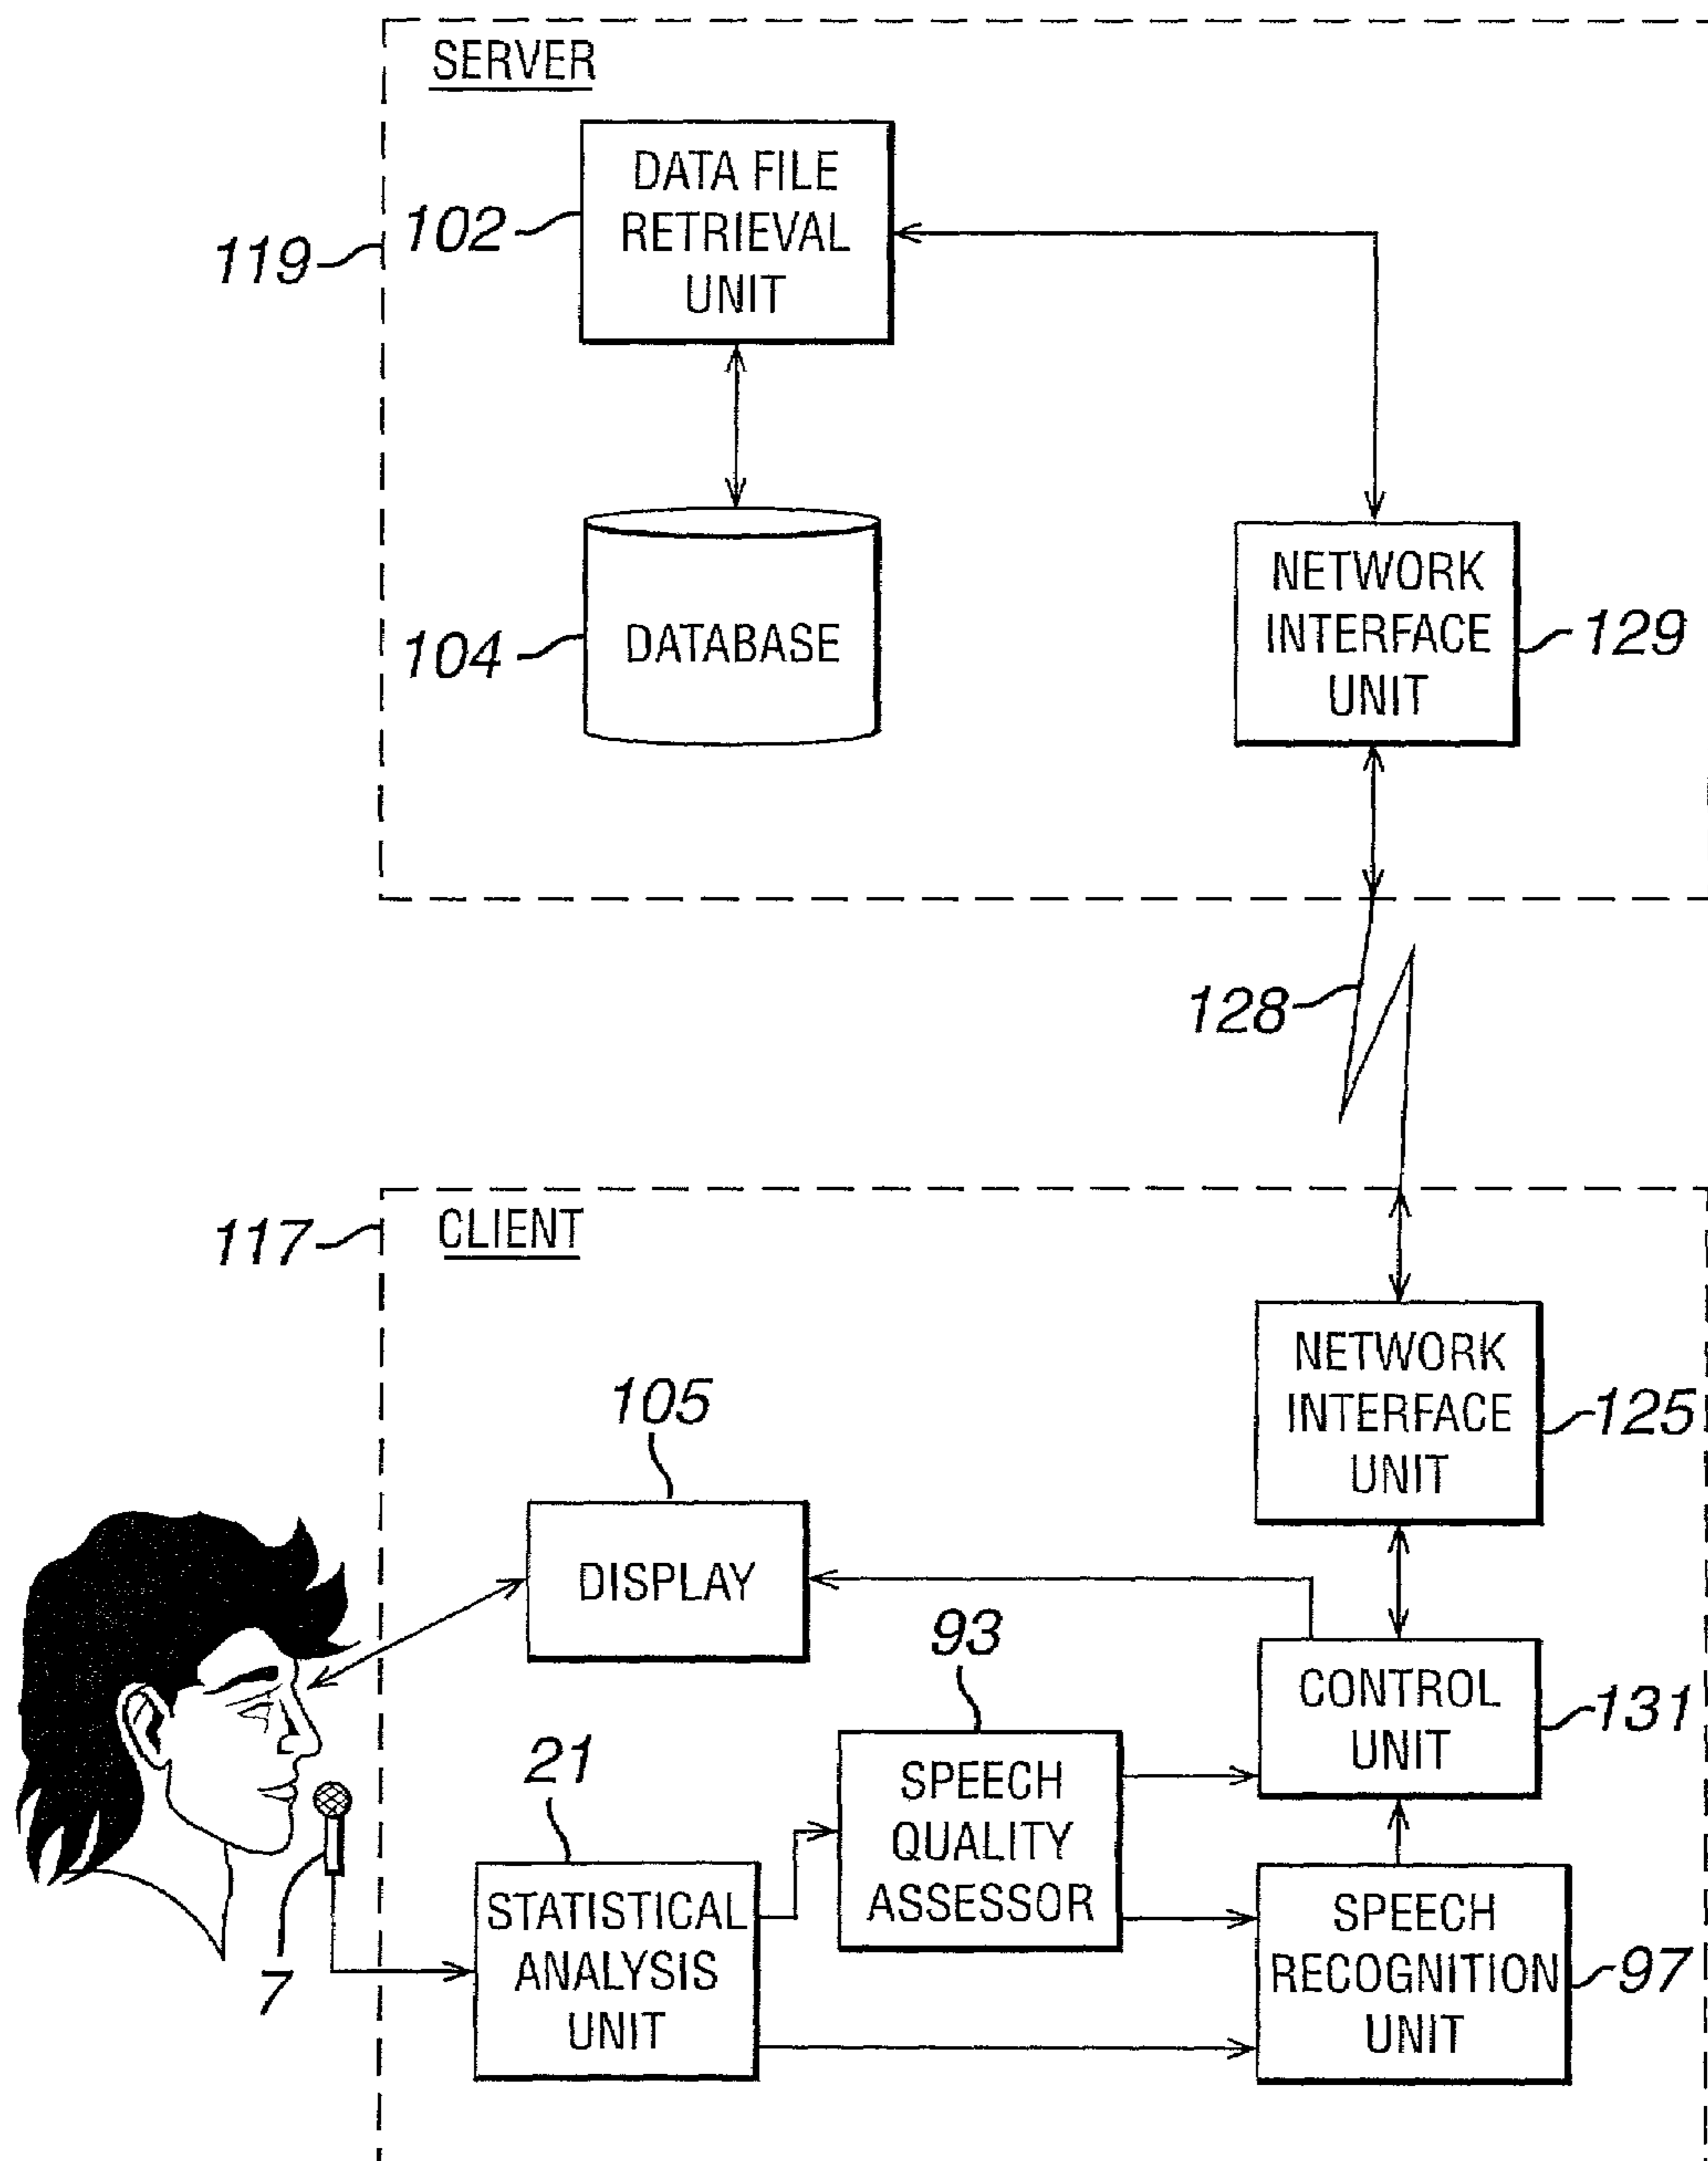 SERVER
DATA FILE
RETRIEVAL
UNIT
102
119
DATABASE
104
NETWORK
INTERFACE
UNIT
129
128
117
CLIENT
NETWORK
INTERFACE
UNIT
125
105
DISPLAY
93
CONTROL
UNIT
131
21
SPEECH
QUALITY
ASSESSOR
7
STATISTICAL
ANALYSIS
UNIT
SPEECH
RECOGNITION
UNIT
97